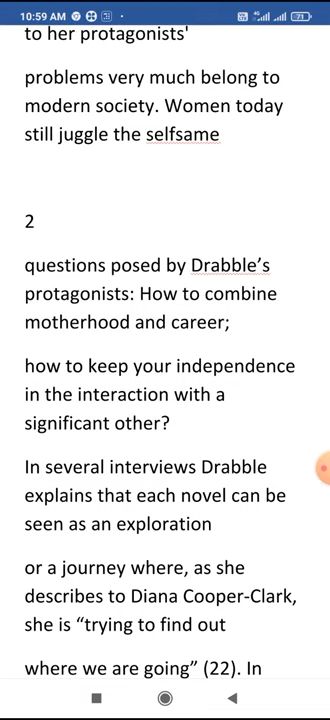 10:59 AM
4G
71
to her protagonists'
problems very much belong to
modern society. Women today
still juggle the selfsame
2
questions posed by Drabble’s
protagonists: How to combine
motherhood and career;
how to keep your independence
in the interaction with a
significant other?
In several interviews Drabble
explains that each novel can be
seen as an exploration
or a journey where, as she
describes to Diana Cooper-Clark,
she is “trying to find out
where we are going” (22). In